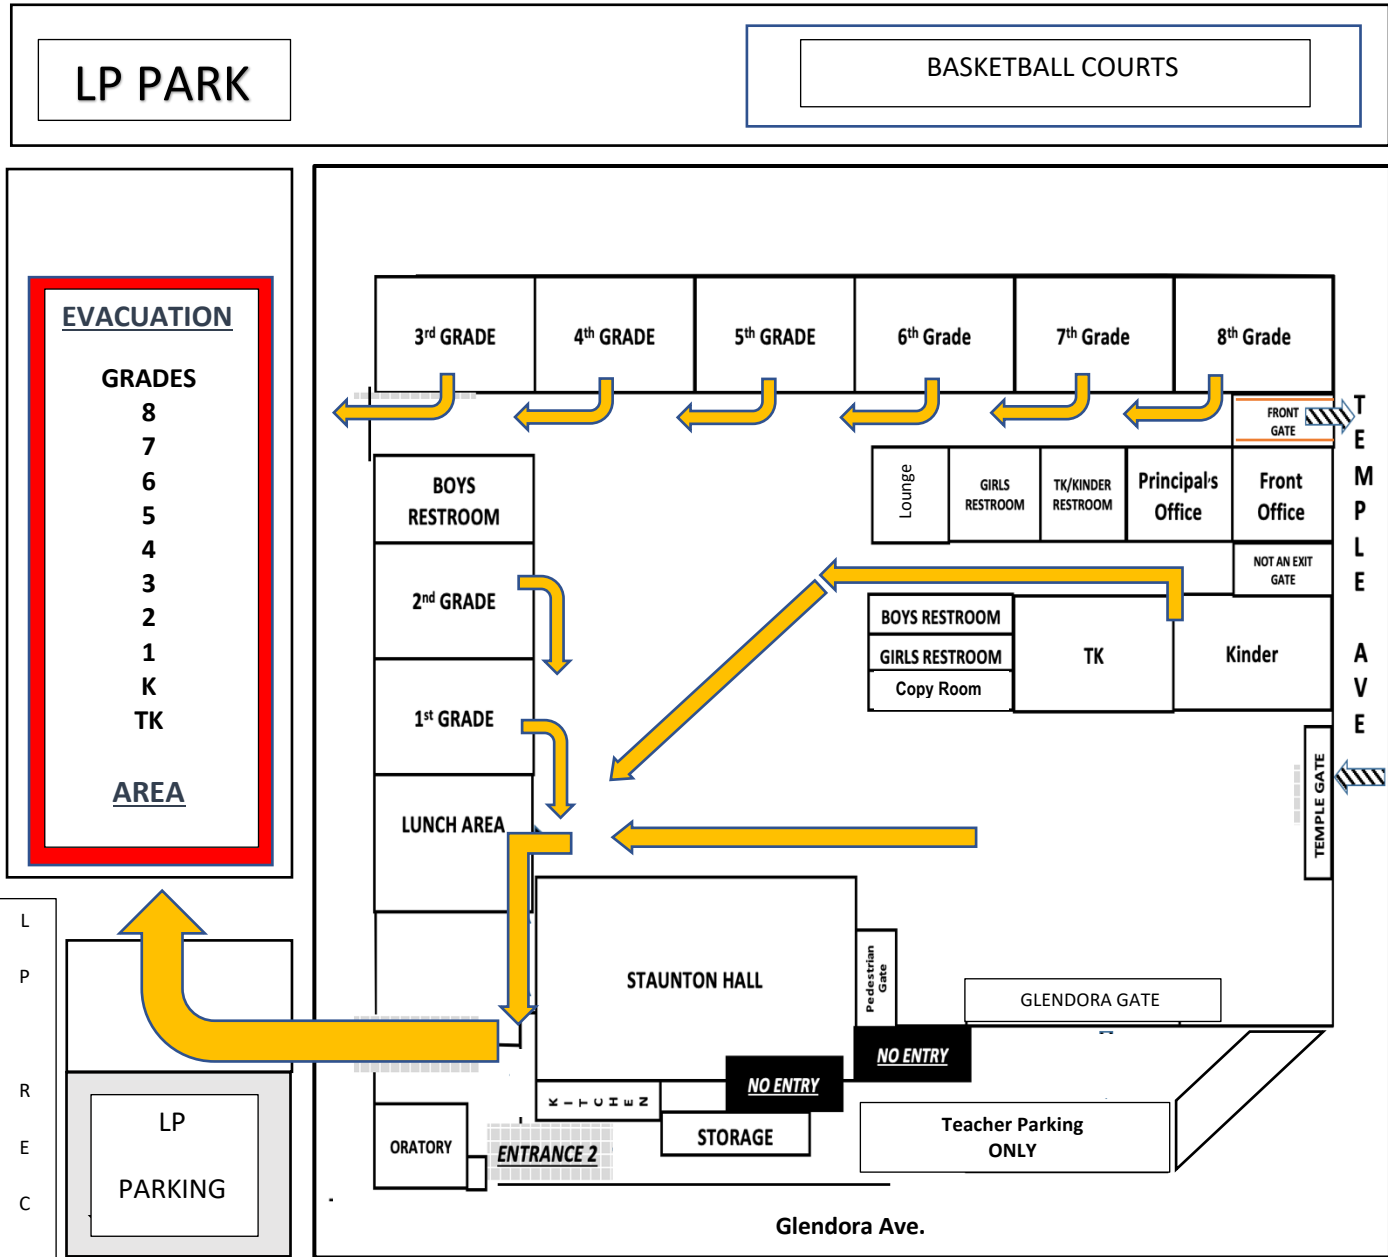 LP PARK
BASKETBALL COURTS
EVACUATION
GRADES
8
7
6
5
4
3
2
1
K
TK
AREA
3rd GRADE
4th GRADE
5th GRADE
6th Grade
7th Grade
8th Grade
FRONT
GATE
BOYS
RESTROOM
Lounge
GIRLS
RESTROOM
TK/KINDER
RESTROOM
Principal's
Office
Front
Office
TEMPLE AVE
NOT AN EXIT
GATE
2nd GRADE
BOYS RESTROOM
GIRLS RESTROOM
Copy Room
TK
Kinder
1st GRADE
LUNCH AREA
TEMPLE GATE
STAUNTON HALL
Pedestrian
Gate
GLENDORA GATE
NO ENTRY
NO ENTRY
KITCHEN
STORAGE
Teacher Parking
ONLY
ORATORY
ENTRANCE 2
L
P
R
E
C
LP
PARKING
Glendora Ave.